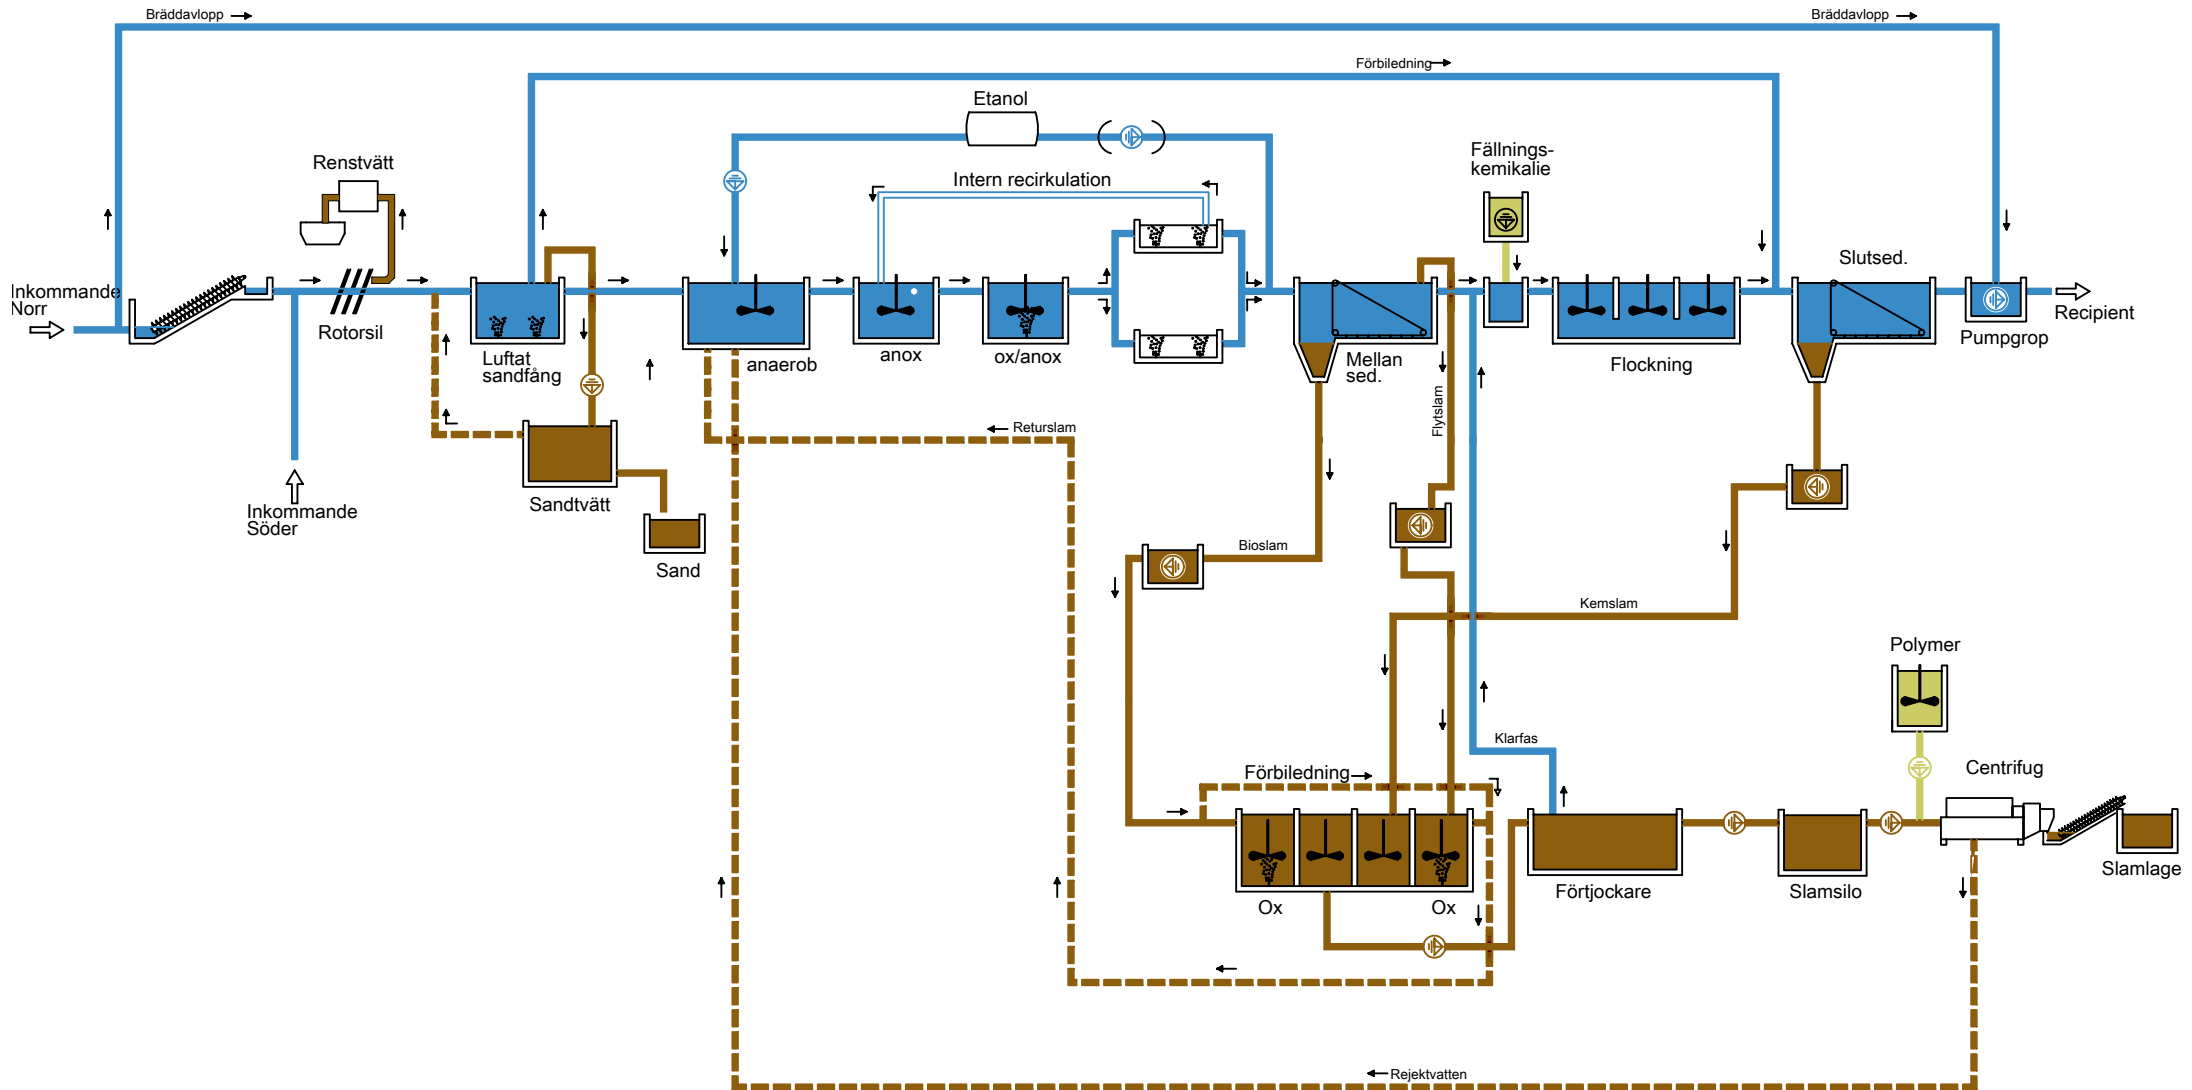 Bräddavlopp
Bräddavlopp
Förbiledning
Etanol
Renstvätt
Fällnings-
kemikalie
Intern recirkulation
Slutsed.
Inkommande
Norr
Rotorsil
Luftat
sandfång
anaerob
anox
ox/anox
Mellan
sed.
Flockning
Pumpgrop
Recipient
Returslam
Flytslam
Inkommande
Söder
Sandtvätt
Sand
Bioslam
Kemslam
Polymer
Klarfas
Centrifug
Förbiledning
Ox
Ox
Förtjockare
Slamsilo
Slamlage
Rejektvatten